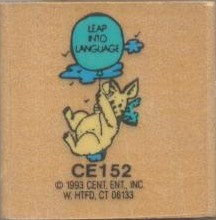 LEAP
INTO
LANGUAGE
CE152
© 1993 CENT. ENT., INC.
W. HTFD, CT 06133